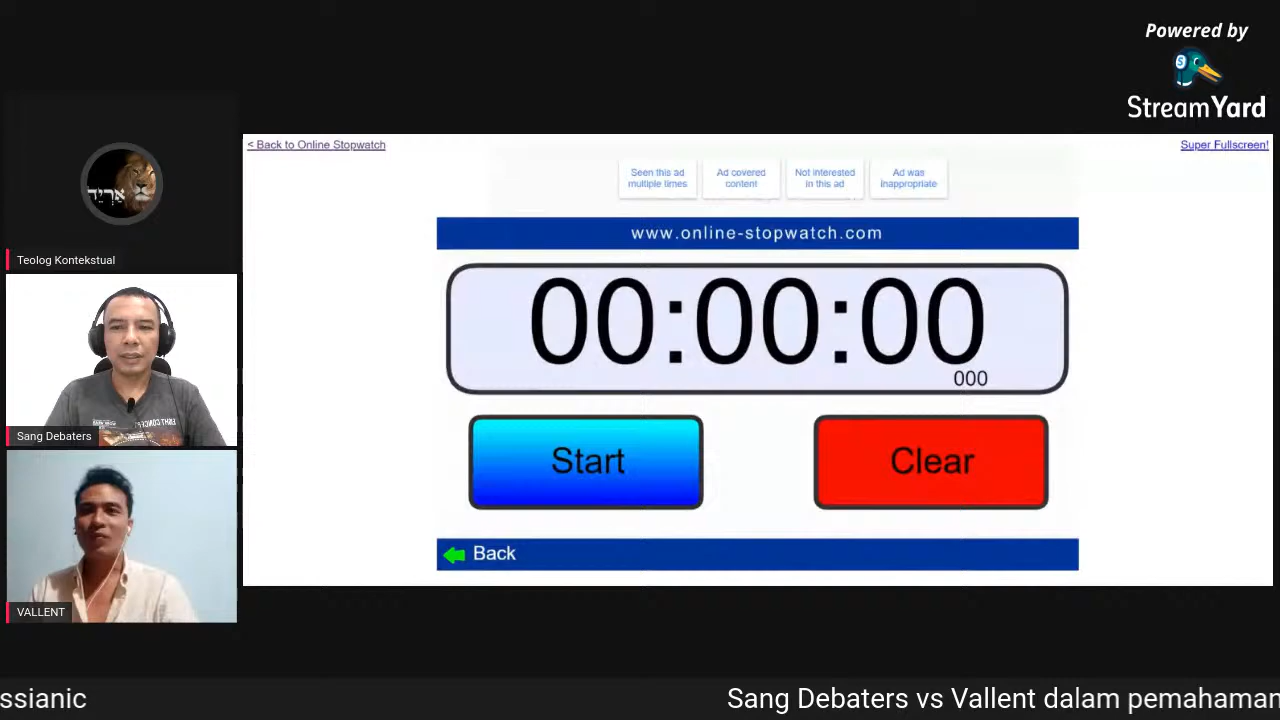 Powered by
StreamYard
< Back to Online Stopwatch
Super Fullscreen!
Seen this ad
multiple times
Ad covered
content
Not interested
in this ad
Ad was
inappropriate
www.online-stopwatch.com
00:00:00
000
Start
Clear
Back
אריה
Teolog Kontekstual
Sang Debaters
VALLENT
ssianic
Sang Debaters vs Vallent dalam pemahaman